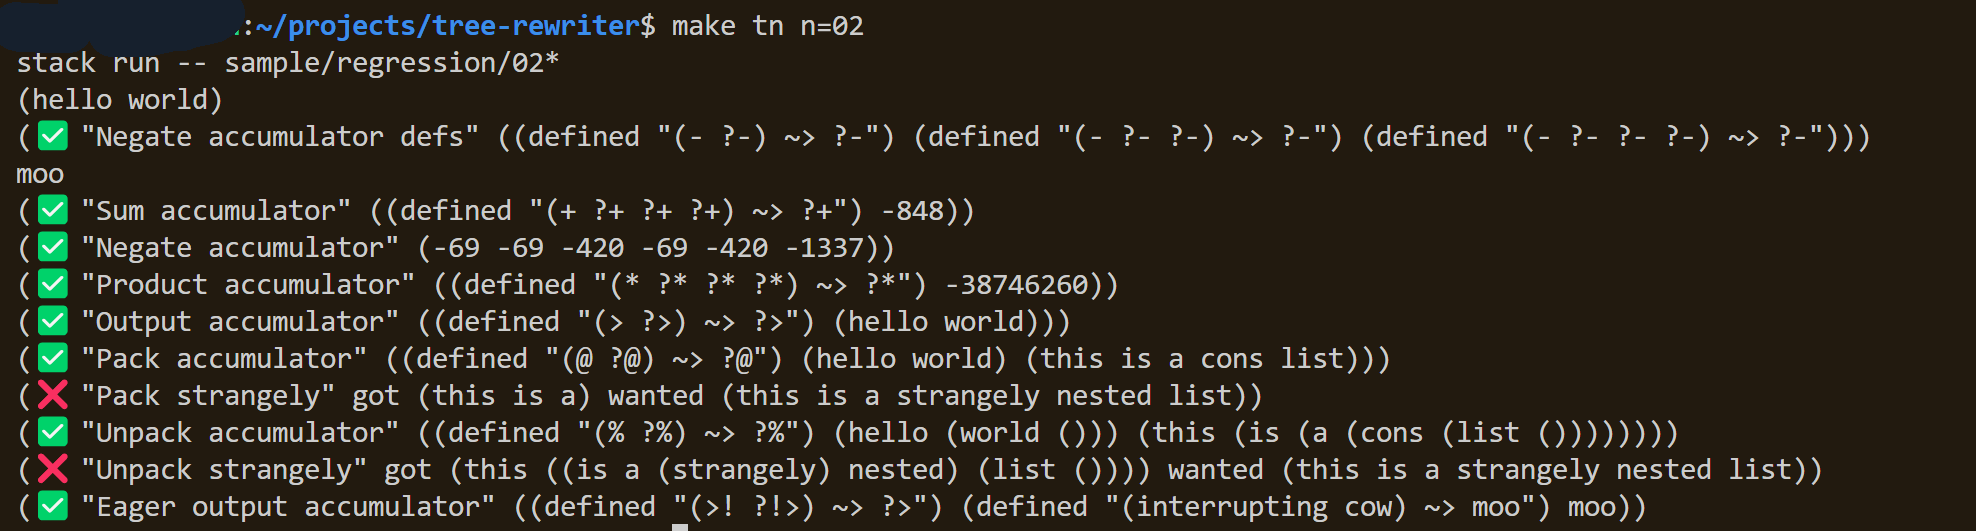 :~/projects/tree-rewriter$ make tn n=02
stack run -- sample/regression/02*
(hello world)
(✅ "Negate accumulator defs" ((defined "(- ?-) ~> ?-") (defined "(- ?- ?-) ~> ?-") (defined "(- ?- ?- ?-) ~> ?-")))
moo
(✅ "Sum accumulator" ((defined "(+ ?+ ?+ ?+) ~> ?+") -848))
(✅ "Negate accumulator" (-69 -69 -420 -69 -420 -1337))
(✅ "Product accumulator" ((defined "(* ?* ?* ?*) ~> ?*") -38746260))
(✅ "Output accumulator" ((defined "(> ?>) ~> ?>") (hello world)))
(✅ "Pack accumulator" ((defined "(@ ?@) ~> ?@") (hello world) (this is a cons list)))
(❌ "Pack strangely" got (this is a) wanted (this is a strangely nested list))
(✅ "Unpack accumulator" ((defined "(% ?%) ~> ?%") (hello (world ())) (this (is (a (cons (list ())))))))
(❌ "Unpack strangely" got (this ((is a (strangely) nested) (list ()))) wanted (this is a strangely nested list))
(✅ "Eager output accumulator" ((defined "(>! ?!>) ~> ?>") (defined "(interrupting cow) ~> moo") moo))